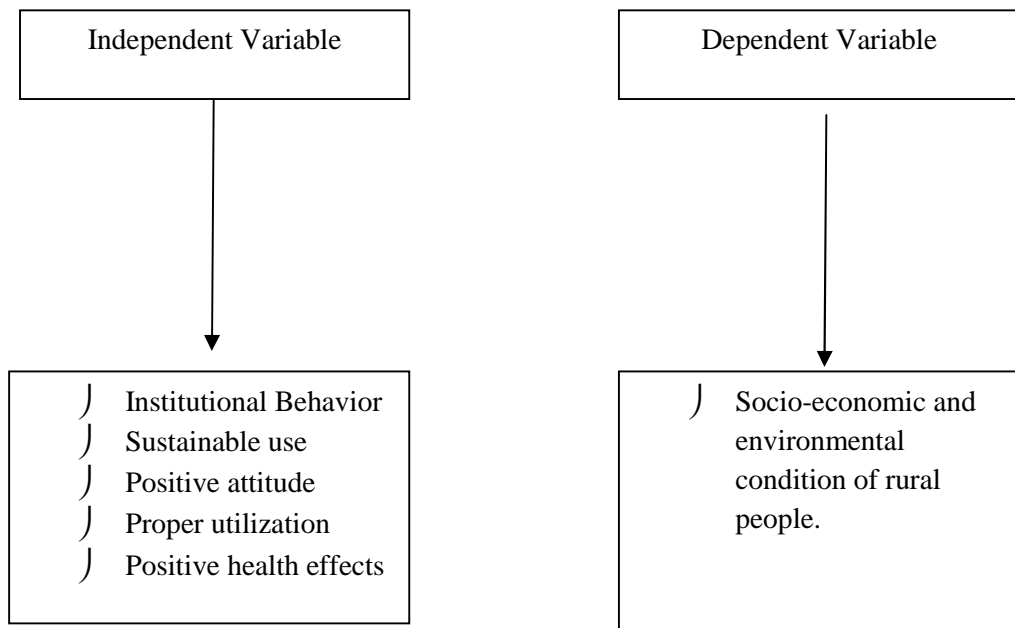 Independent Variable
Dependent Variable
Institutional Behavior
Sustainable use
Positive attitude
Proper utilization
Positive health effects
Socio-economic and
environmental
condition of rural
people.